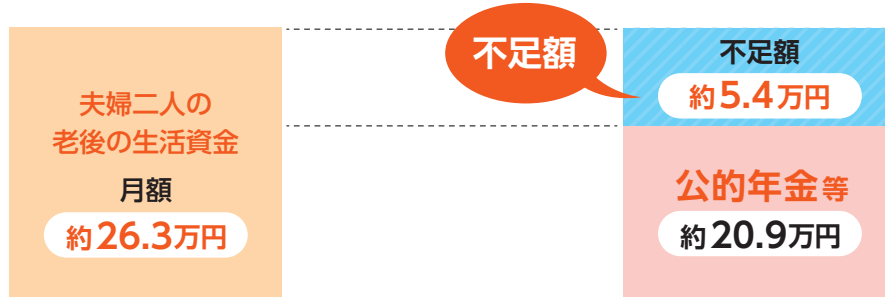 夫婦二人の
老後の生活資金
月額
約26.3万円
不足額
不足額
約5.4万円
公的年金等
約20.9万円